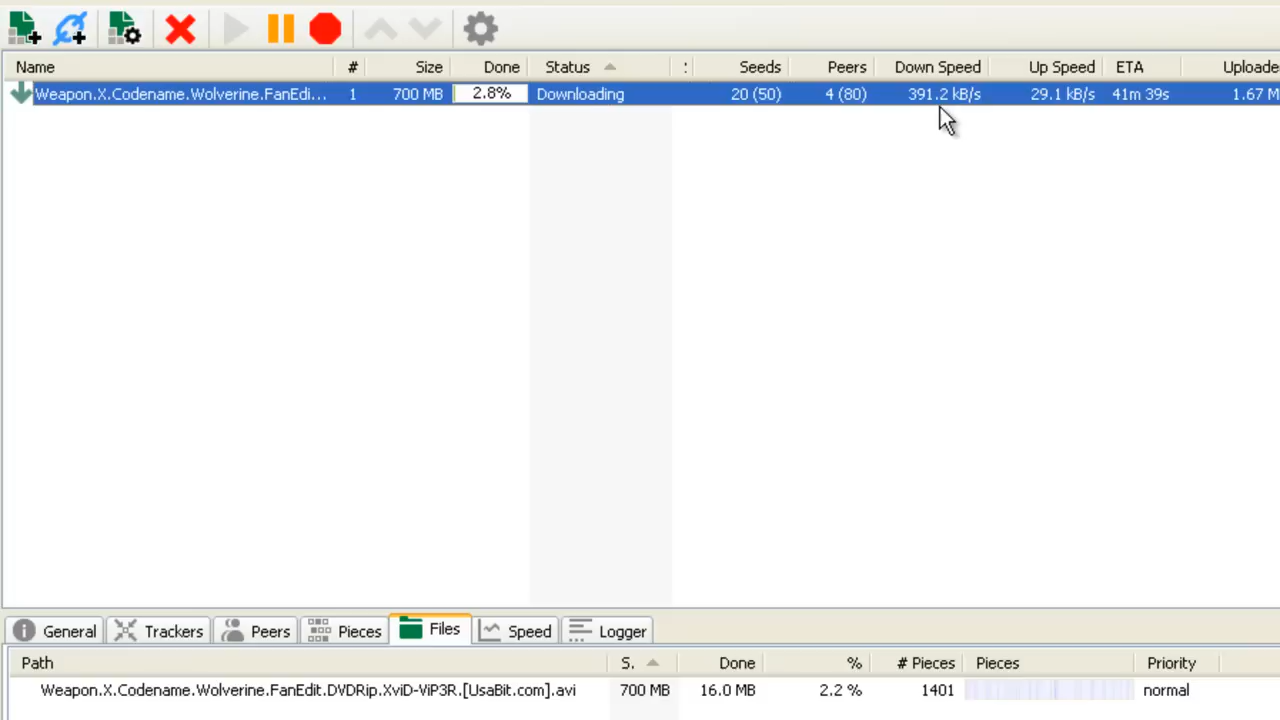 Name # Size Done Status : Seeds Peers Down Speed Up Speed ETA Uploade
Weapon.X.Codename.Wolverine.FanEdi... 1 700 MB 2.8% Downloading 20 (50) 4 (80) 391.2 kB/s 29.1 kB/s 41m 39s 1.67 M
General Trackers Peers Pieces Files Speed Logger
Path S. Done % # Pieces Pieces Priority
Weapon.X.Codename.Wolverine.FanEdit.DVDRip.XviD-ViP3R.[UsaBit.com].avi 700 MB 16.0 MB 2.2 % 1401 normal